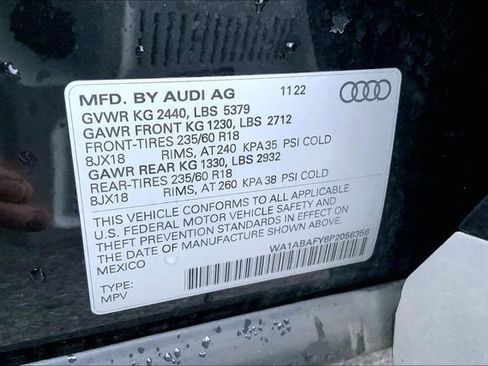 MFD. BY AUDI AG 11 22
GVWR KG 2440, LBS 5379
GAWR FRONT KG 1230, LBS 2712
FRONT-TIRES 235/60 R18
8JX18 RIMS, AT 240 KPA 35 PSI COLD
GAWR REAR KG 1330, LBS 2932
REAR-TIRES 235/60 R18
8JX18 RIMS, AT 260 KPA 38 PSI COLD
THIS VEHICLE CONFORMS TO ALL APPLICABLE
U.S. FEDERAL MOTOR VEHICLE SAFETY AND
THEFT PREVENTION STANDARDS IN EFFECT
ON THE DATE OF MANUFACTURE SHOWN ABOVE.
MEXICO
WA1ABAFY6P2056356
TYPE:
MPV